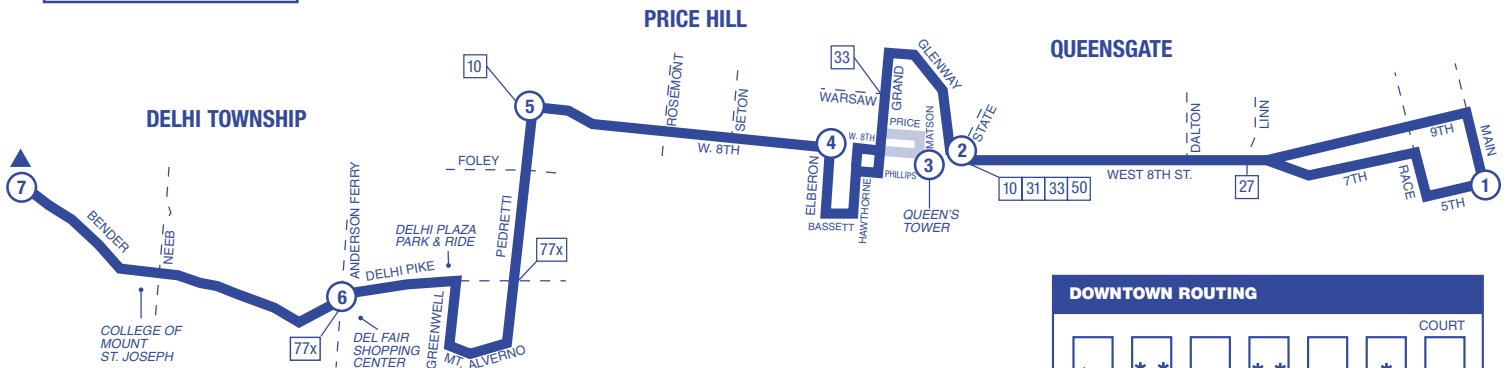 PRICE HILL
QUEENSGATE
DELHI TOWNSHIP
10
5
ROSEMONT
SETON
W. 8TH
33
WARSAW
GRAND
GLENWAY
PRICE
MATSON
W. 8TH
PHILLIPS
4
3
2
STATE
ELBERON
BASSETT
HAWTHORNE
QUEEN'S
TOWER
10 31 33 50
DALTON
LINN
WEST 8TH ST.
27
9TH
7TH
RACE
MAIN
5TH
1
FOLEY
PEDRETTI
77x
7
BENDER
NEEB
COLLEGE OF
MOUNT
ST. JOSEPH
ANDERSON FERRY
6
77x
DELHI PIKE
DELHI PLAZA
PARK & RIDE
DEL FAIR
SHOPPING
CENTER
GREENWELL
MT. ALVERNO
DOWNTOWN ROUTING
COURT
* *
* *
*